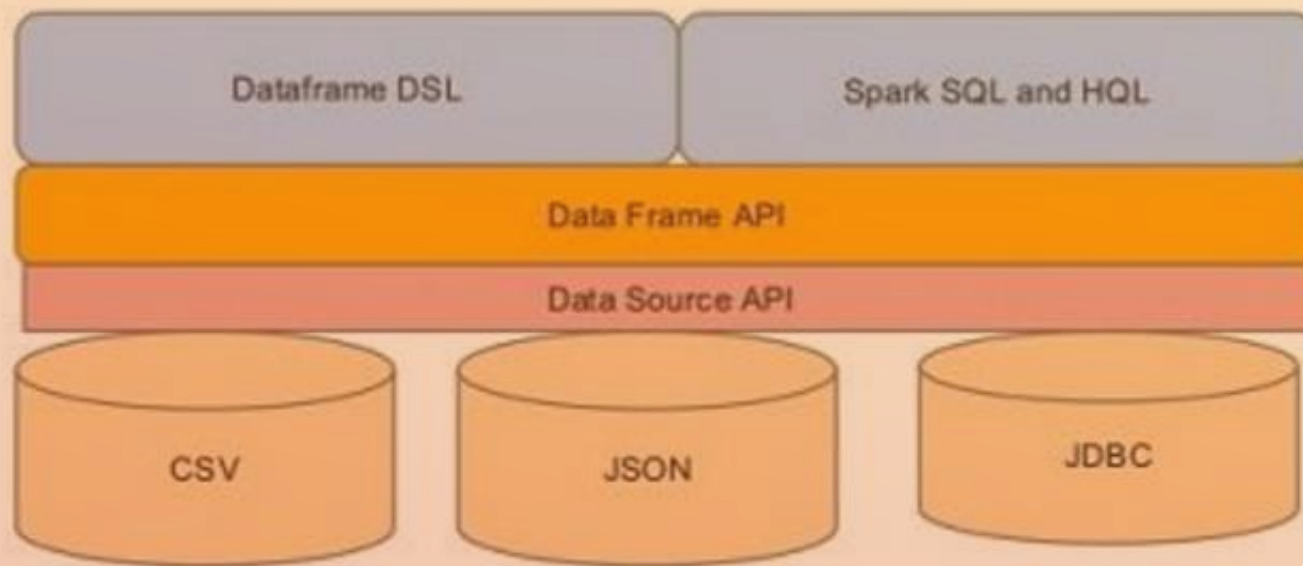 Dataframe DSL
Spark SQL and HQL
Data Frame API
Data Source API
CSV
JSON
JDBC